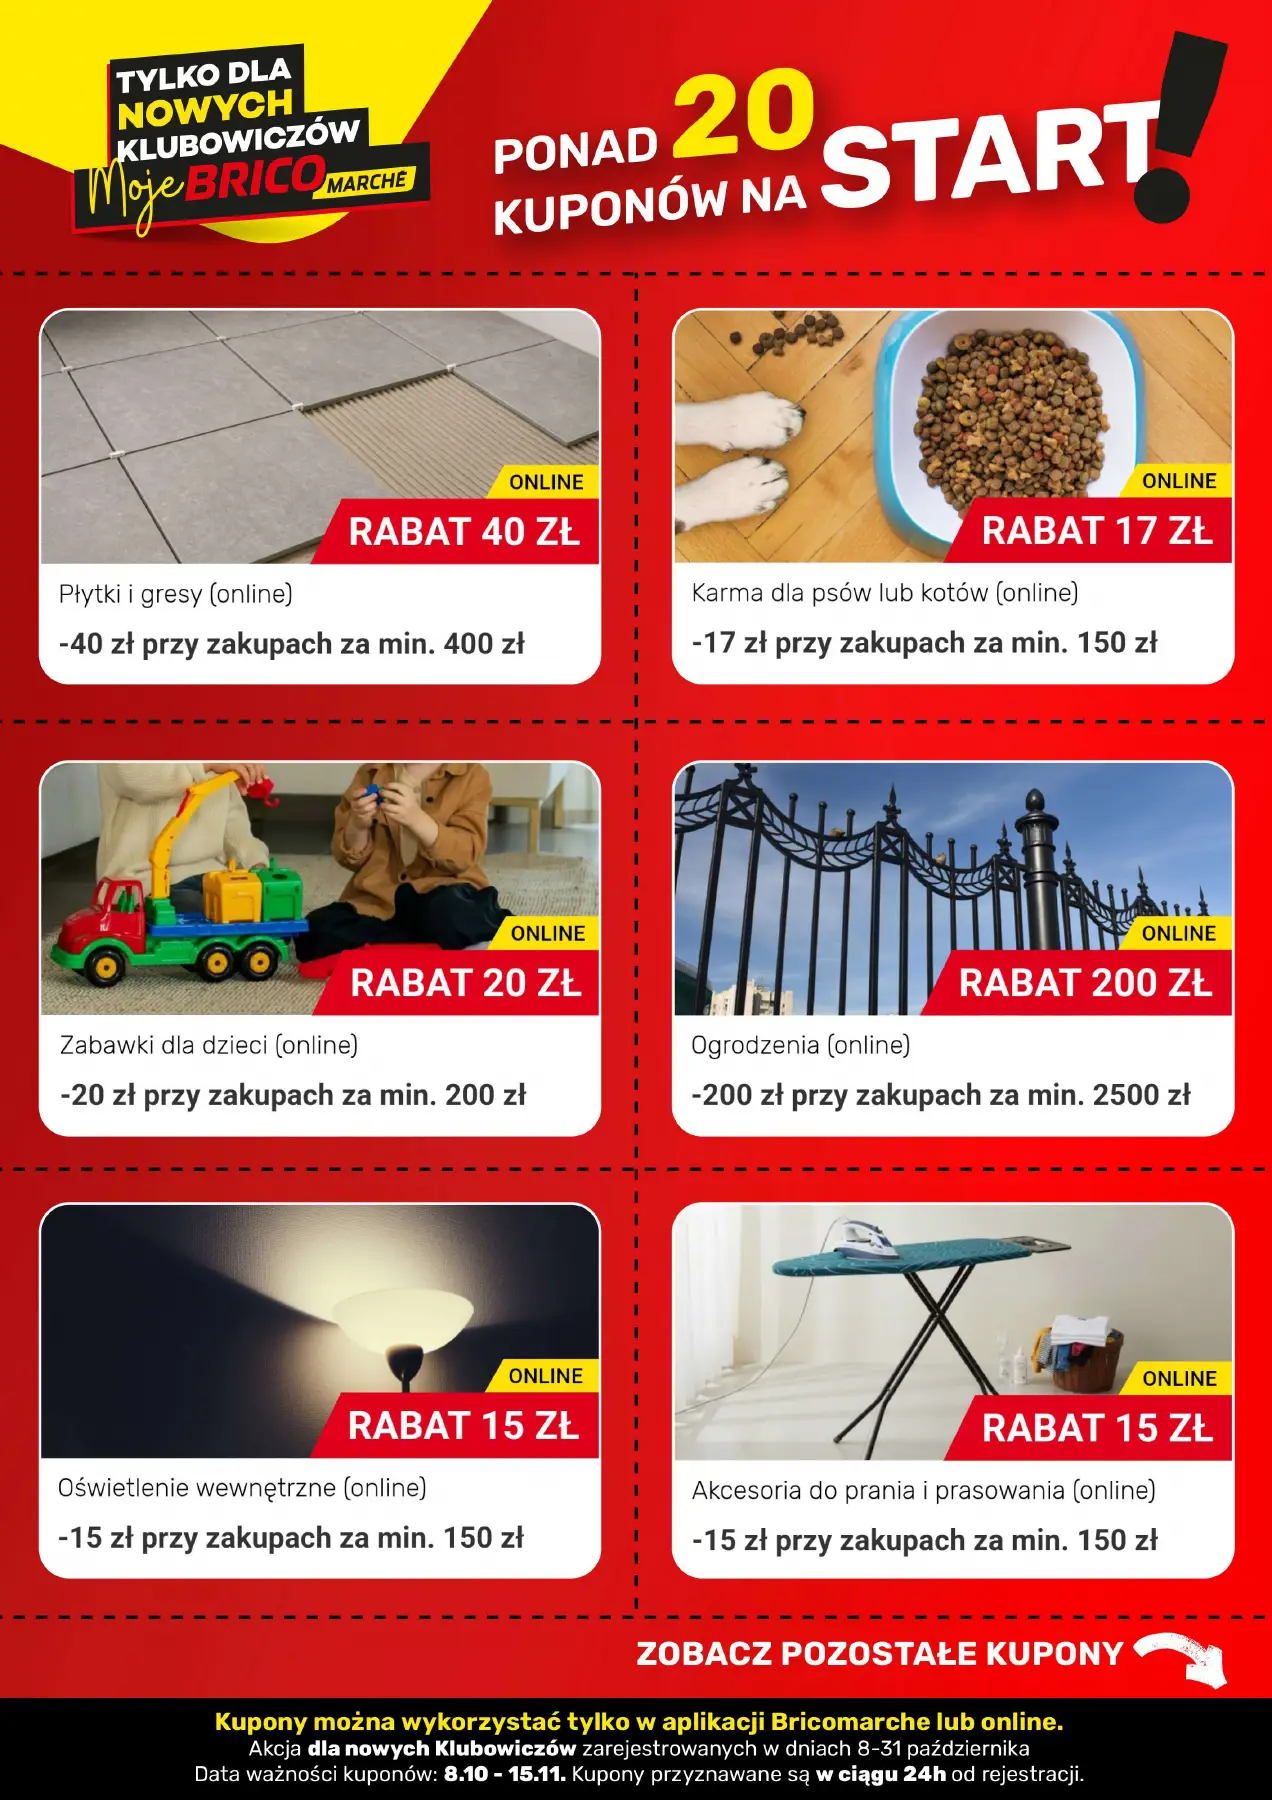 TYLKO DLA
NOWYCH
KLUBOWICZÓW
Moje BRICO MARCHÉ
PONAD 20
KUPONÓW NA START!
ONLINE
RABAT 40 ZŁ
Płytki i gresy (online)
-40 zł przy zakupach za min. 400 zł
ONLINE
RABAT 17 ZŁ
Karma dla psów lub kotów (online)
-17 zł przy zakupach za min. 150 zł
ONLINE
RABAT 20 ZŁ
Zabawki dla dzieci (online)
-20 zł przy zakupach za min. 200 zł
ONLINE
RABAT 200 ZŁ
Ogrodzenia (online)
-200 zł przy zakupach za min. 2500 zł
ONLINE
RABAT 15 ZŁ
Oświetlenie wewnętrzne (online)
-15 zł przy zakupach za min. 150 zł
ONLINE
RABAT 15 ZŁ
Akcesoria do prania i prasowania (online)
-15 zł przy zakupach za min. 150 zł
ZOBACZ POZOSTAŁE KUPONY
Kupony można wykorzystać tylko w aplikacji Bricomarche lub online.
Akcja dla nowych Klubowiczów zarejestrowanych w dniach 8-31 października
Data ważności kuponów: 8.10 - 15.11. Kupony przyznawane są w ciągu 24h od rejestracji.